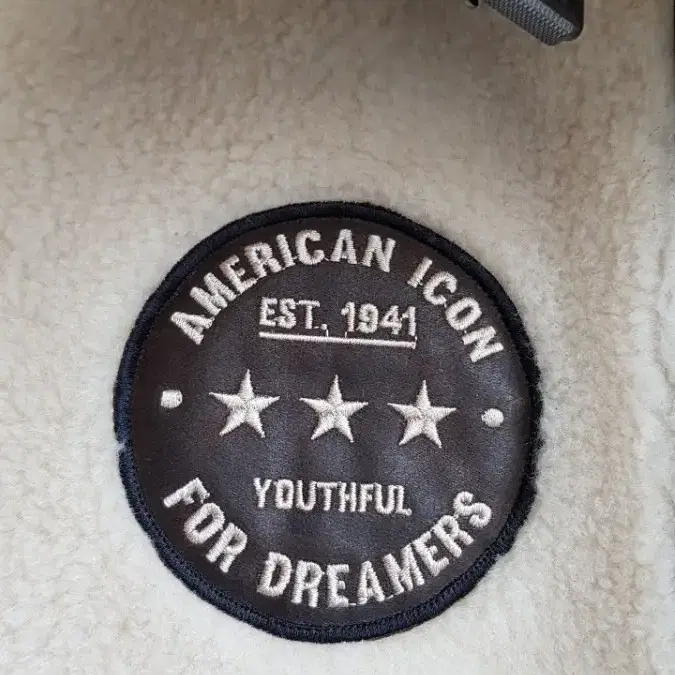 AMERICAN ICON
EST. 1941
YOUTHFUL
FOR DREAMERS